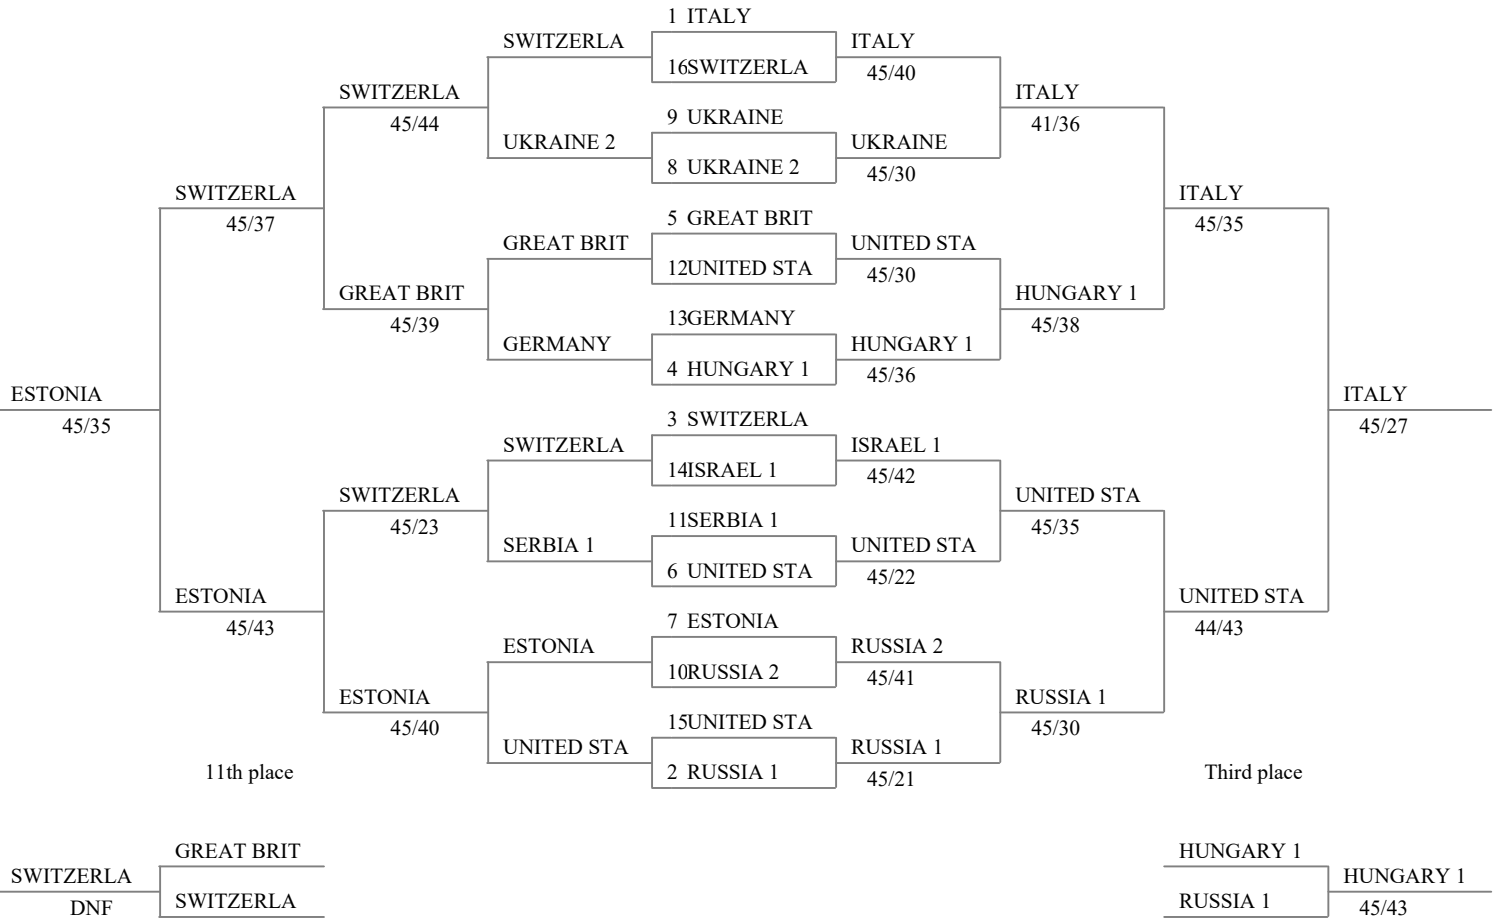 1 ITALY
SWITZERLA ITALY
16SWITZERLA 45/40
SWITZERLA ITALY
45/44 9 UKRAINE 41/36
UKRAINE 2 UKRAINE
8 UKRAINE 2 45/30
SWITZERLA ITALY
45/37 5 GREAT BRIT 45/35
GREAT BRIT UNITED STA
12UNITED STA 45/30
GREAT BRIT HUNGARY 1
45/39 13GERMANY 45/38
GERMANY HUNGARY 1
4 HUNGARY 1 45/36
ESTONIA ITALY
45/35 3 SWITZERLA 45/27
SWITZERLA ISRAEL 1
14ISRAEL 1 45/42
SWITZERLA UNITED STA
45/23 11SERBIA 1 45/35
SERBIA 1 UNITED STA
6 UNITED STA 45/22
ESTONIA UNITED STA
45/43 7 ESTONIA 44/43
ESTONIA RUSSIA 2
10RUSSIA 2 45/41
ESTONIA RUSSIA 1
45/40 15UNITED STA 45/30
UNITED STA RUSSIA 1
11th place 2 RUSSIA 1 45/21 Third place
GREAT BRIT HUNGARY 1
SWITZERLA HUNGARY 1
SWITZERLA RUSSIA 1
DNF 45/43